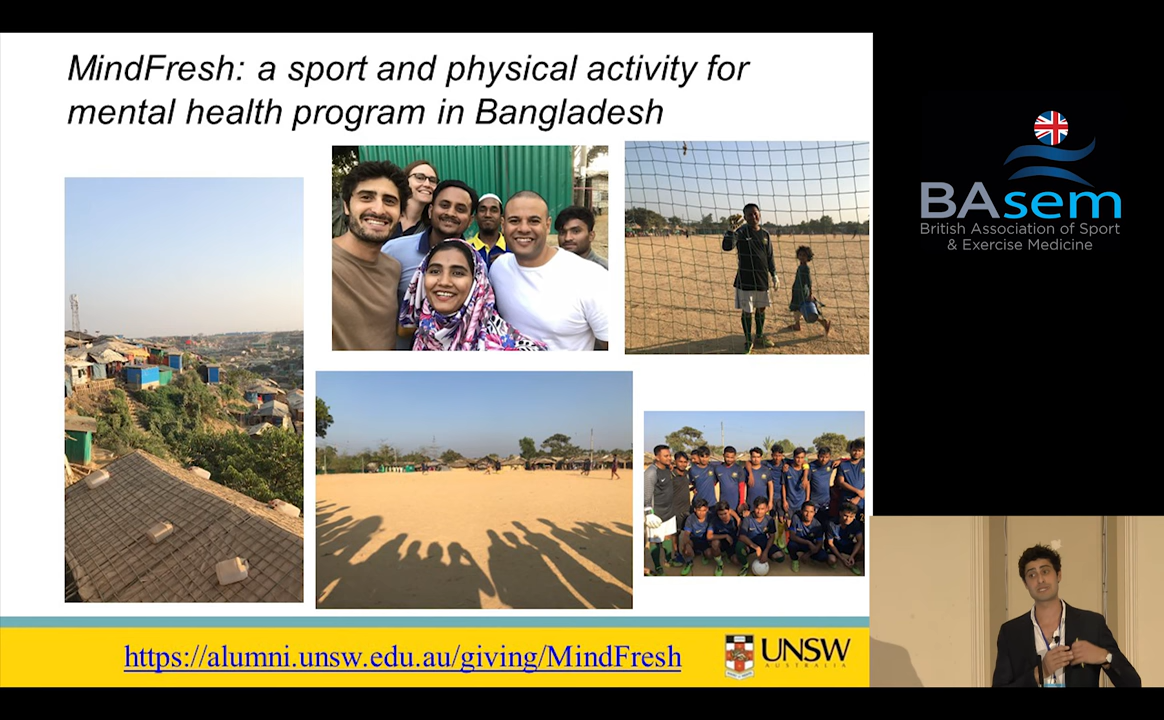 MindFresh: a sport and physical activity for
mental health program in Bangladesh
BAsem
British Association of Sport
& Exercise Medicine
https://alumni.unsw.edu.au/giving/MindFresh
UNSW
AUSTRALIA